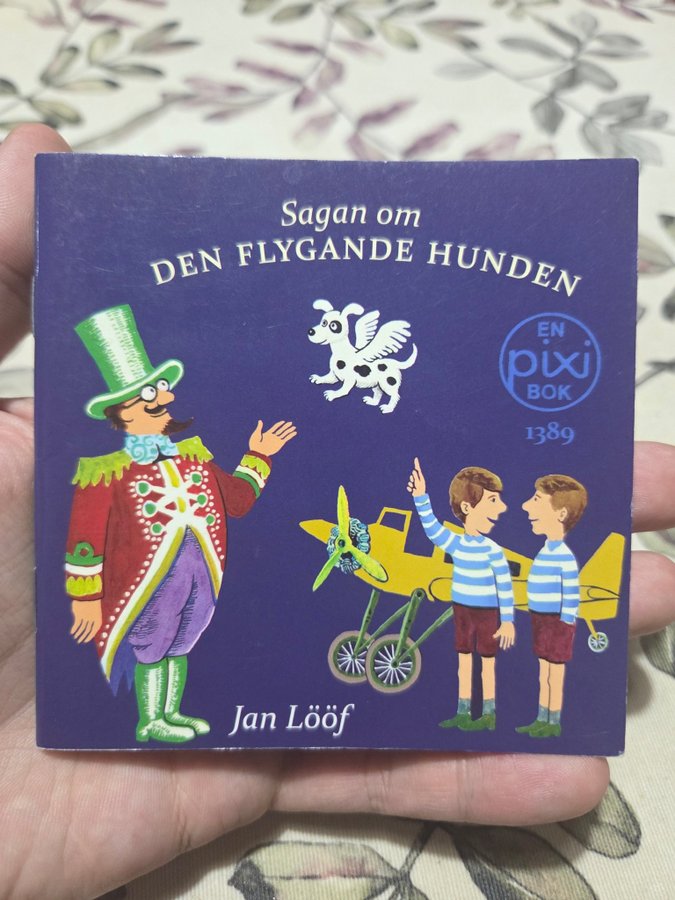 Sagan om
DEN FLYGANDE HUNDEN
EN
pixi
BOK
1389
Jan Lööf